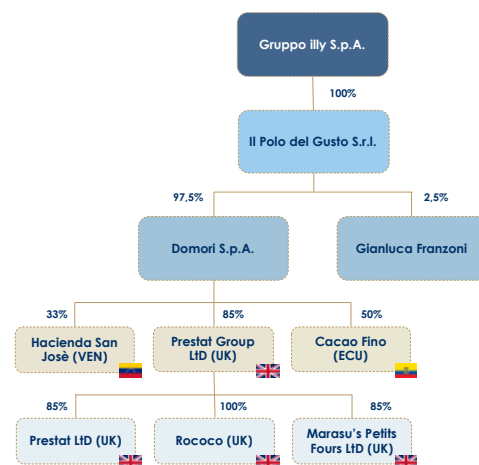 Gruppo illy S.p.A.
100%
Il Polo del Gusto S.r.l.
97,5%
2,5%
Domori S.p.A.
Gianluca Franzoni
33%
85%
50%
Hacienda San
Josè (VEN)
Prestat Group
LtD (UK)
Cacao Fino
(ECU)
85%
100%
85%
Prestat LtD (UK)
Rococo (UK)
Marasu's Petits
Fours LtD (UK)